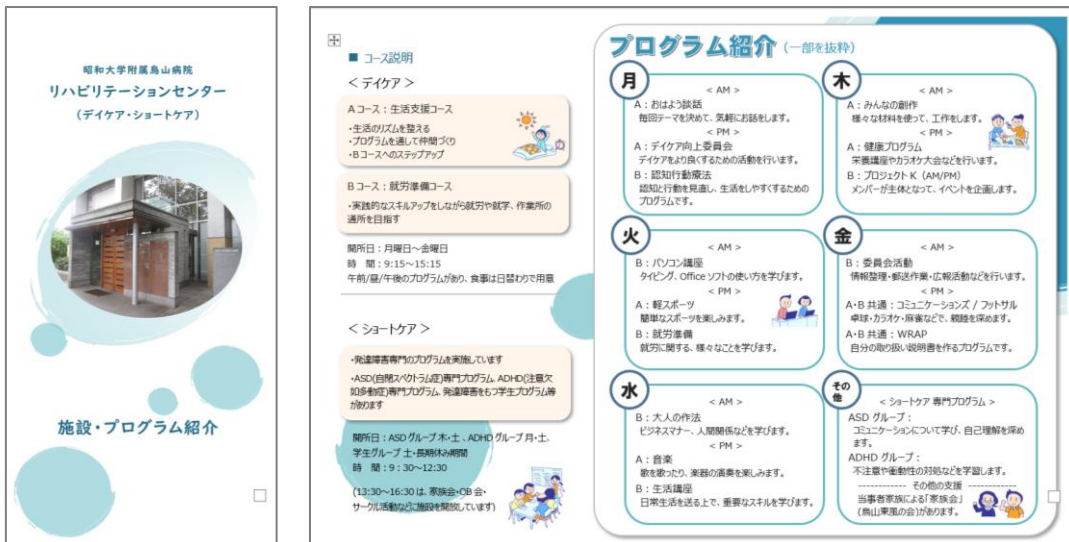 昭和大学附属烏山病院
リハビリテーションセンター
(デイケア・ショートケア)
施設・プログラム紹介
■ コース説明
＜ デイケア ＞
Aコース：生活支援コース
・生活のリズムを整える
・プログラムを通して仲間づくり
・Bコースへのステップアップ
Bコース：就労準備コース
・実践的なスキルアップをしながら就労や就学、作業所の
通所を目指す
開所日：月曜日～金曜日
時　間：9:15～15:15
午前/昼/午後のプログラムがあり、食事は日替わりで用意
＜ ショートケア ＞
・発達障害専門のプログラムを実施しています
・ASD(自閉スペクトラム症)専門プログラム、ADHD(注意欠
如多動症)専門プログラム、発達障害をもつ学生プログラム等
があります
開所日：ASDグループ 木・土、ADHDグループ 月・土、
学生グループ 土・長期休み期間
時　間：9：30～12:30
(13:30～16:30 は、家族会・OB会・
サークル活動などに施設を開放しています)
プログラム紹介 (一部を抜粋)
月
< AM >
A：おはよう談話
毎回テーマを決めて、気軽にお話をします。
< PM >
A：デイケア向上委員会
デイケアをより良くするための活動を行います。
B：認知行動療法
認知と行動を見直し、生活をしやすくするための
プログラムです。
火
< AM >
B：パソコン講座
タイピング、Office ソフトの使い方を学びます。
< PM >
A：軽スポーツ
簡単なスポーツを楽しみます。
B：就労準備
就労に関する、様々なことを学びます。
水
< AM >
B：大人の作法
ビジネスマナー、人間関係などを学びます。
< PM >
A：音楽
歌を歌ったり、楽器の演奏を楽しみます。
B：生活講座
日常生活を送る上で、重要なスキルを学びます。
木
< AM >
A：みんなの創作
様々な材料を使って、工作をします。
< PM >
A：健康プログラム
栄養講座やカラオケ大会などを行います。
B：プロジェクトK（AM/PM）
メンバーが主体となって、イベントを企画します。
金
< AM >
B：委員会活動
情報整理・郵送作業・広報活動などを行います。
< PM >
A・B 共通：コミュニケーションズ / フットサル
卓球・カラオケ・麻雀などで、親睦を深めます。
A・B 共通：WRAP
自分の取り扱い説明書を作るプログラムです。
その
他
< ショートケア 専門プログラム >
ASD グループ：
コミュニケーションについて学び、自己理解を深め
ます。
ADHD グループ：
不注意や衝動性の対処などを学習します。
------------ その他の支援 ------------
当事者家族による「家族会」
(烏山東風の会)があります。